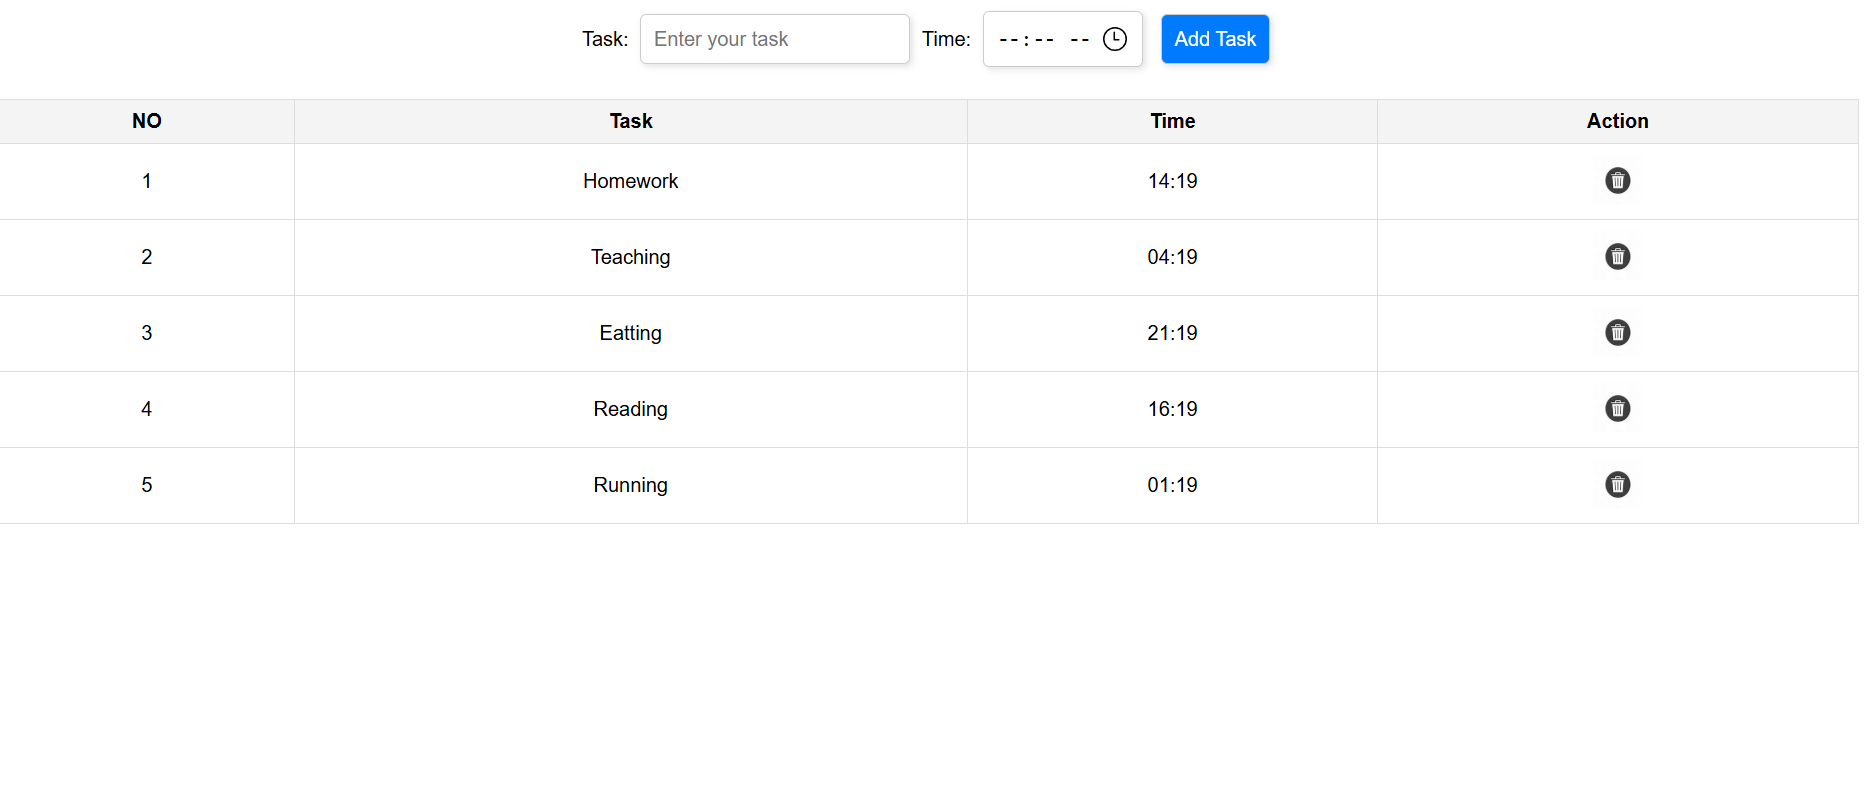 Task: Enter your task Time: --:-- -- Add Task
NO Task Time Action
1 Homework 14:19
2 Teaching 04:19
3 Eatting 21:19
4 Reading 16:19
5 Running 01:19